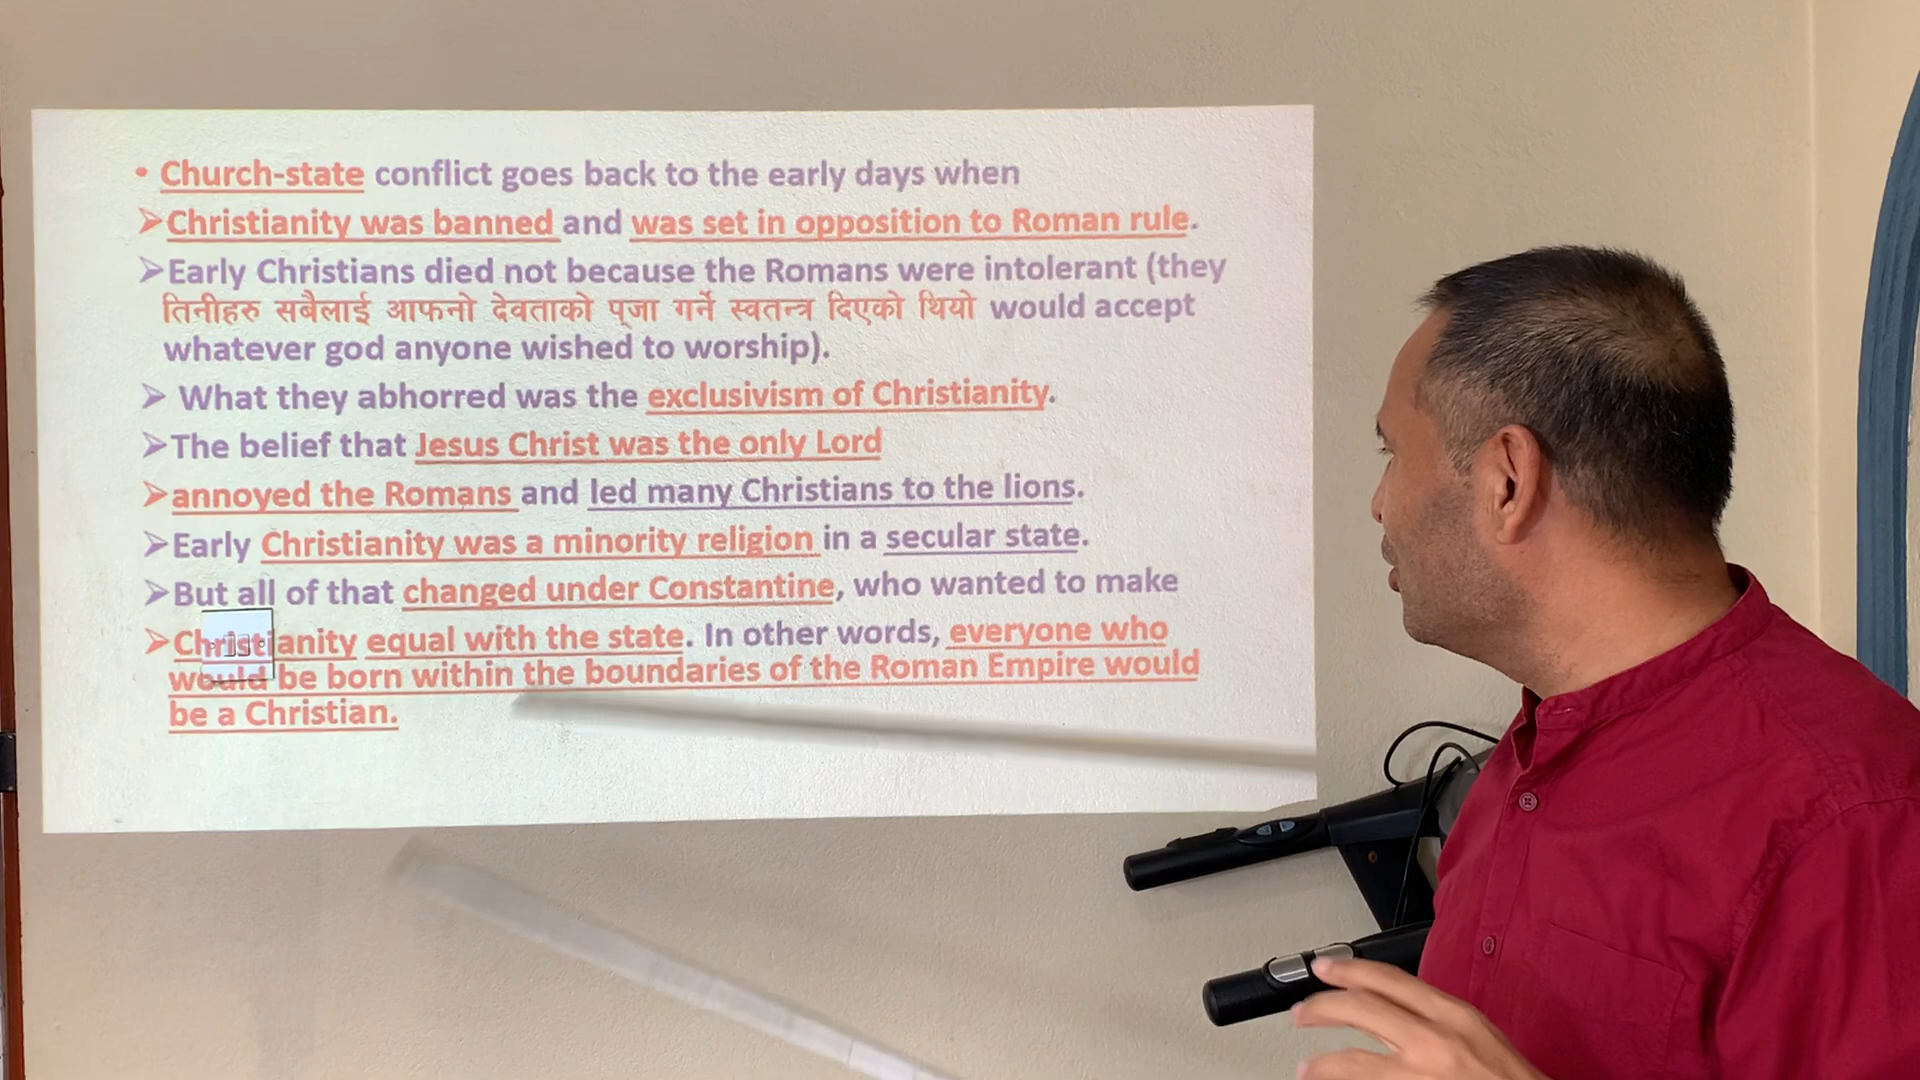 • Church-state conflict goes back to the early days when
➢Christianity was banned and was set in opposition to Roman rule.
➢Early Christians died not because the Romans were intolerant (they
तिनीहरु सबैलाई आफनो देवताको पूजा गर्ने स्वतन्त्र दिएको थियो would accept
whatever god anyone wished to worship).
➢ What they abhorred was the exclusivism of Christianity.
➢The belief that Jesus Christ was the only Lord
➢annoyed the Romans and led many Christians to the lions.
➢Early Christianity was a minority religion in a secular state.
➢But all of that changed under Constantine, who wanted to make
➢Christianity equal with the state. In other words, everyone who
would be born within the boundaries of the Roman Empire would
be a Christian.